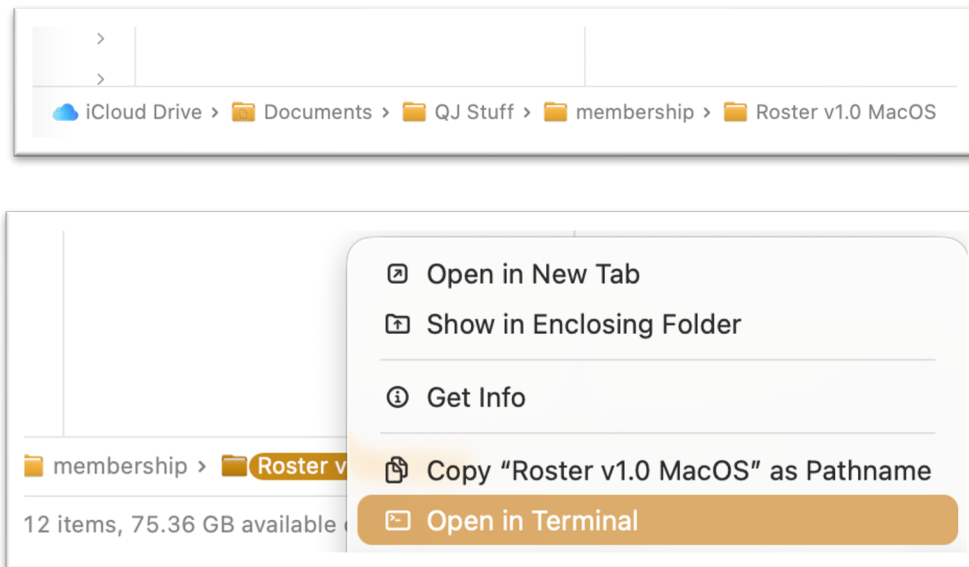 iCloud Drive › Documents › QJ Stuff › membership › Roster v1.0 MacOS
Open in New Tab
Show in Enclosing Folder
Get Info
Copy “Roster v1.0 MacOS” as Pathname
Open in Terminal
membership › Roster v
12 items, 75.36 GB available